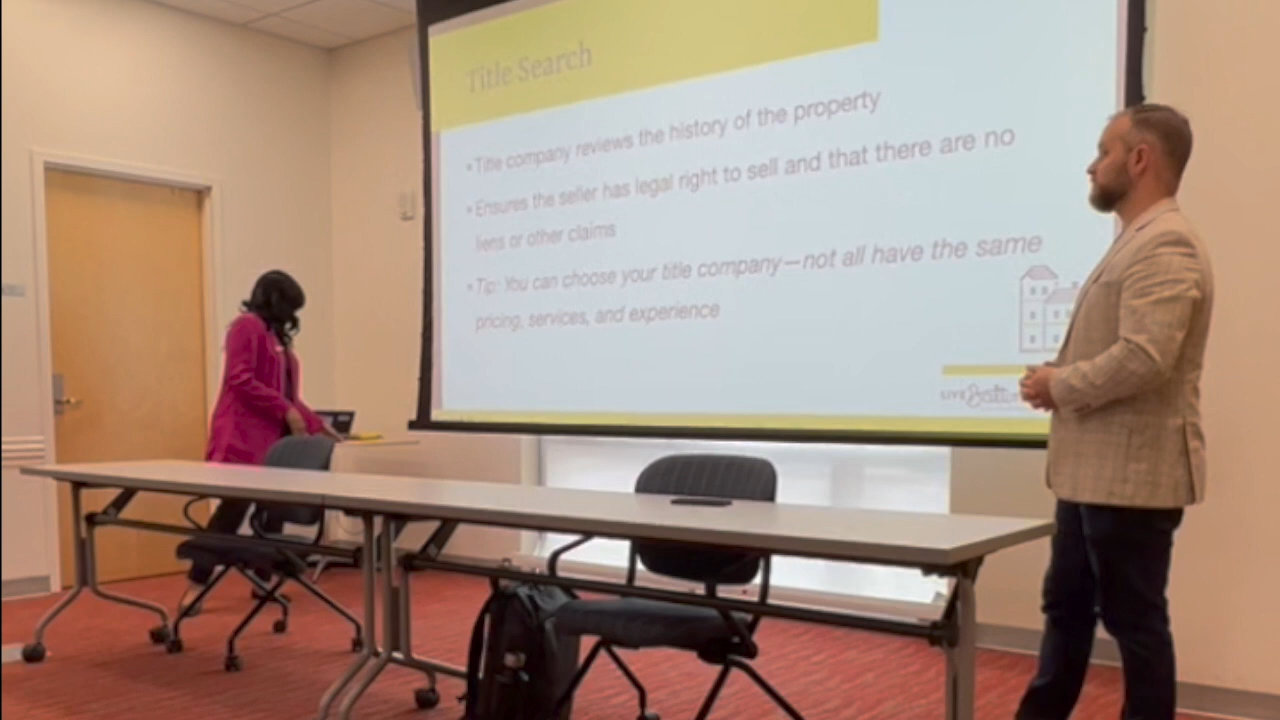 Title Search
• Title company reviews the history of the property
• Ensures the seller has legal right to sell and that there are no
liens or other claims
• Tip: You can choose your title company—not all have the same
pricing, services, and experience
LIVE